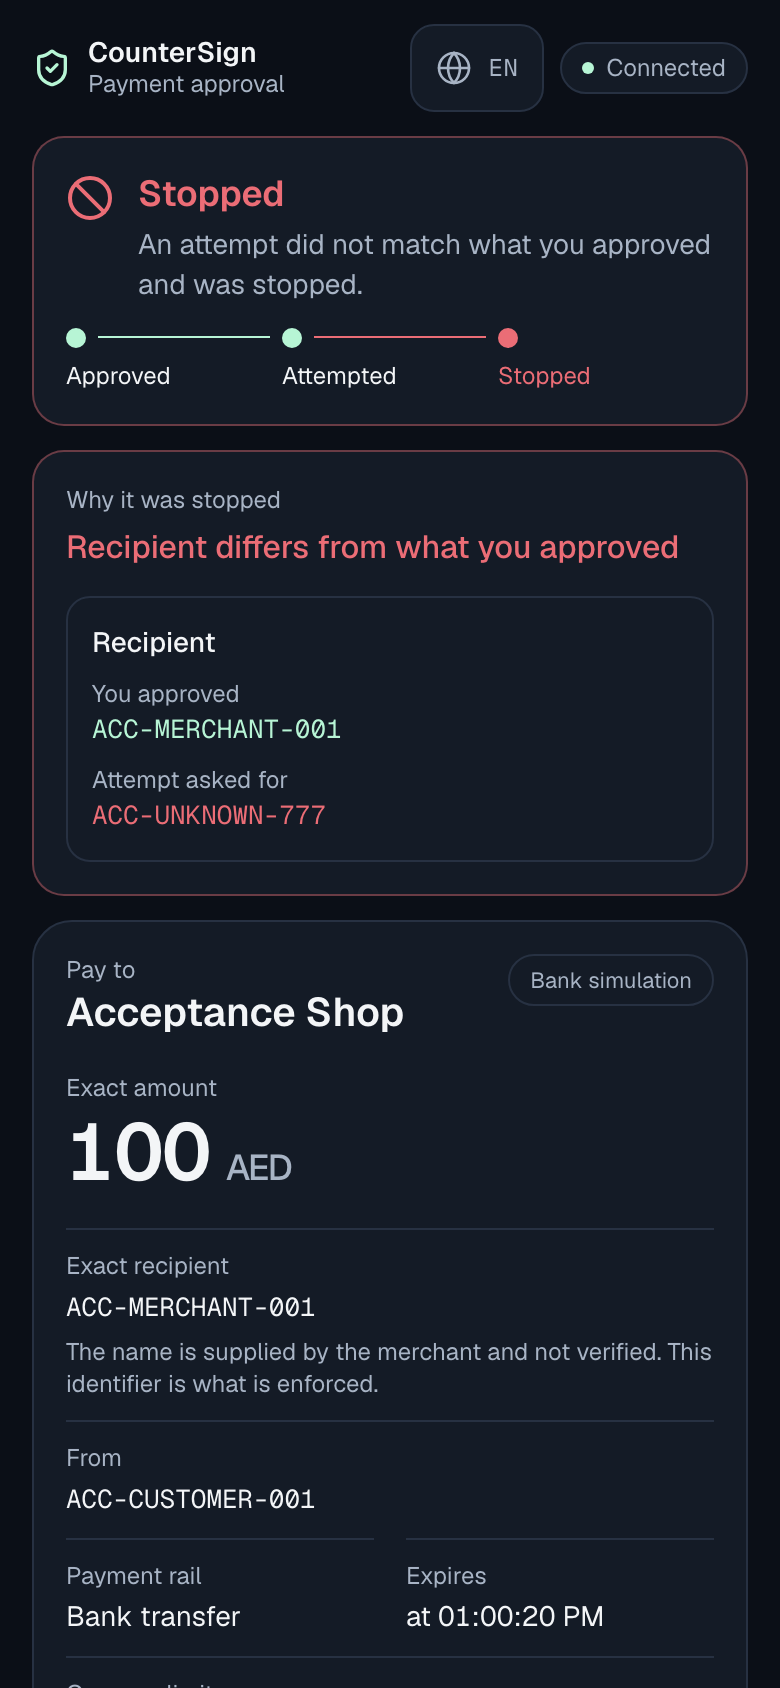 CounterSign
Payment approval
EN
Connected
Stopped
An attempt did not match what you approved
and was stopped.
Approved
Attempted
Stopped
Why it was stopped
Recipient differs from what you approved
Recipient
You approved
ACC-MERCHANT-001
Attempt asked for
ACC-UNKNOWN-777
Pay to
Bank simulation
Acceptance Shop
Exact amount
100 AED
Exact recipient
ACC-MERCHANT-001
The name is supplied by the merchant and not verified. This
identifier is what is enforced.
From
ACC-CUSTOMER-001
Payment rail
Bank transfer
Expires
at 01:00:20 PM